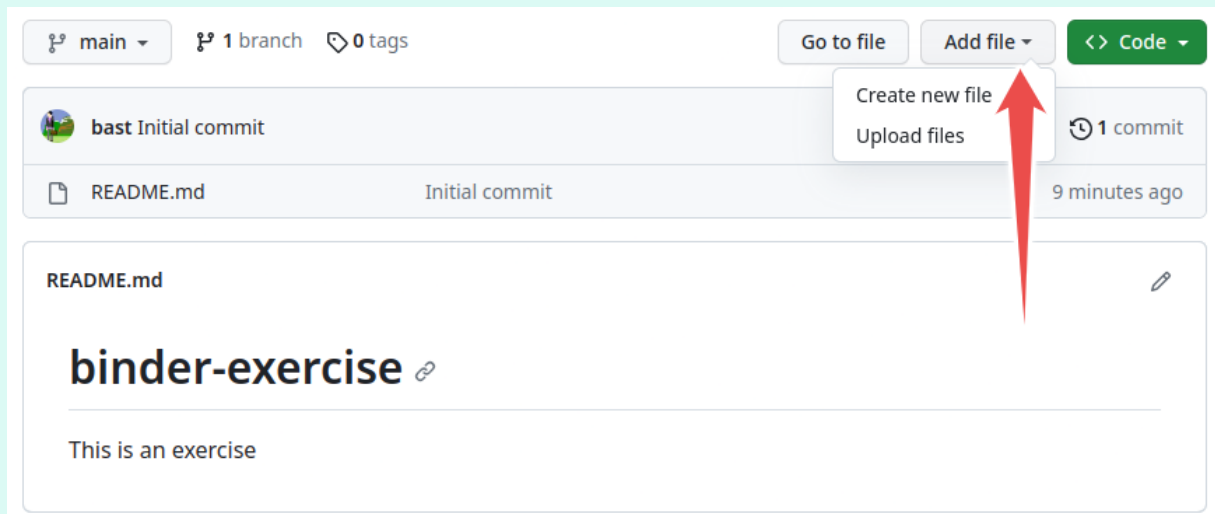 main
1 branch
0 tags
Go to file
Add file
<> Code
Create new file
Upload files
bast Initial commit
1 commit
README.md
Initial commit
9 minutes ago
README.md
binder-exercise
This is an exercise